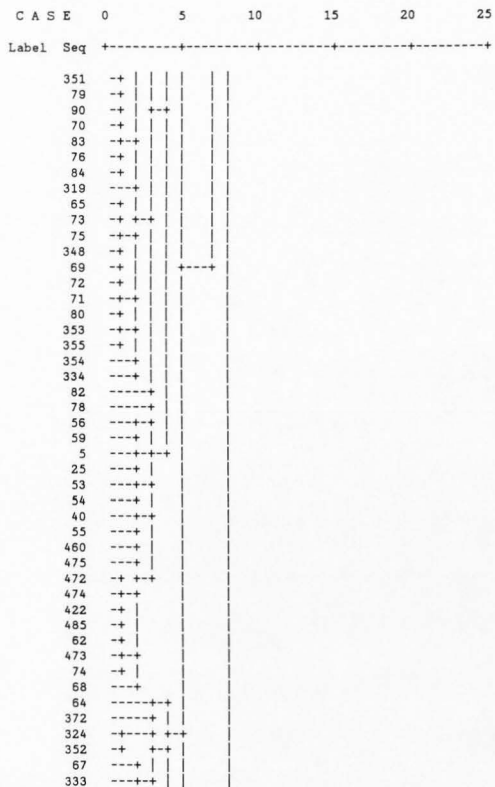 C A S E 0 5 10 15 20 25
Label Seq +---------+---------+---------+---------+---------+
351 -+ | | | | | |
79 -+ | | | | | |
90 -+ | +-+ | | |
70 -+ | | | | |
83 -+-+ | | | |
76 -+ | | | | |
84 -+ | | | | |
319 ---+ | | | |
65 -+ | | | | |
73 -+ +-+ | | | |
75 -+-+ | | | | |
348 -+ | | | | |
69 -+ | | | +---+ |
72 -+ | | | | |
71 -+-+ | | | |
80 -+ | | | | |
353 -+-+ | | | |
355 -+ | | | | |
354 ---+ | | | |
334 ---+ | | | |
82 -----+ | | |
78 -----+ | | |
56 ---+-+ | | |
59 ---+ | | |
5 ---+-+-+ | |
25 ---+ | | |
53 ---+-+ | |
54 ---+ | | |
40 ---+-+ | |
55 ---+ | | |
460 ---+ | | |
475 ---+ | | |
472 -+ +-+ | |
474 -+-+ | |
422 -+ | | |
485 -+ | | |
62 -+ | | |
473 -+-+ | |
74 -+ | | |
68 ---+ | |
64 -----+-+ | |
372 -----+ | | |
324 -+---+-+-+ |
352 -+ +-+ | |
67 ---+ | | | |
333 ---+-+ | | |